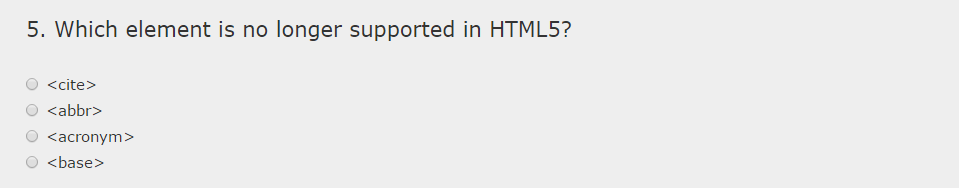 5. Which element is no longer supported in HTML5?
<cite>
<abbr>
<acronym>
<base>